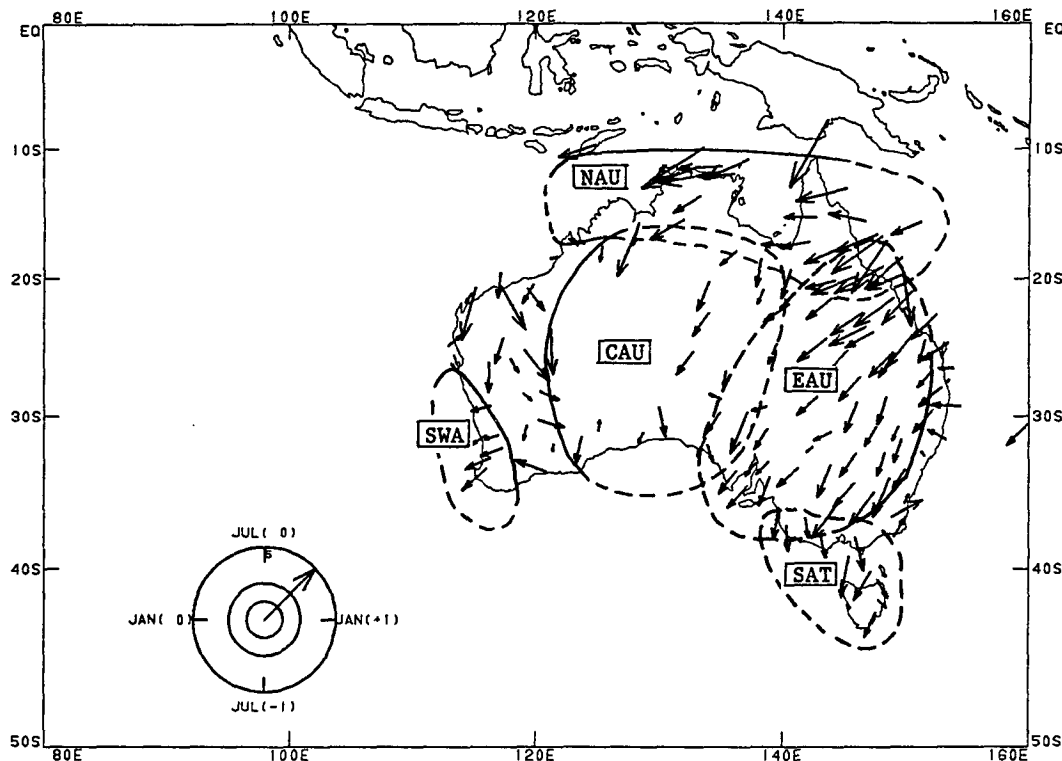 80E 100E 120E 140E 160E
EQ EQ
10S 10S
NAU
20S 20S
CAU
EAU
30S 30S
SWA
JUL( 0)
S
SAT
40S 40S
JAN( 0) JAN(+1)
JUL(-1)
50S 50S
80E 100E 120E 140E 160E